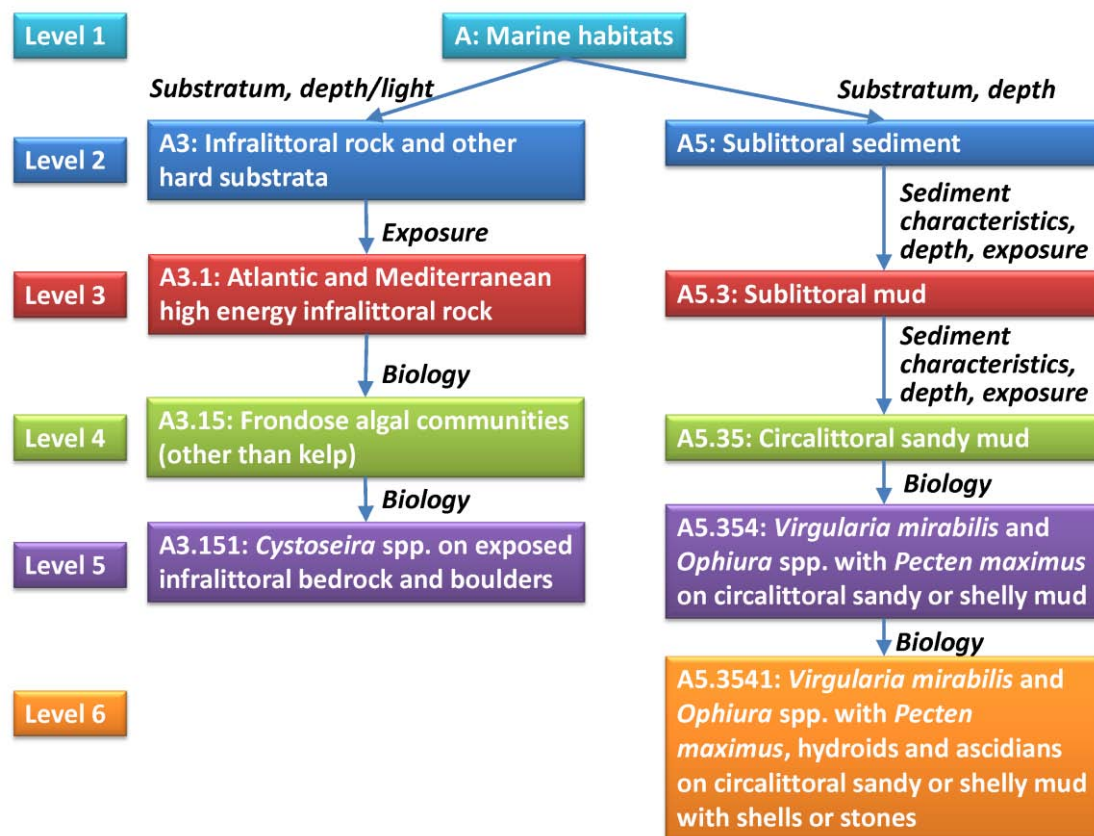 Level 1
A: Marine habitats
Substratum, depth/light
Substratum, depth
Level 2
A3: Infralittoral rock and other
hard substrata
A5: Sublittoral sediment
Exposure
Sediment
characteristics,
depth, exposure
Level 3
A3.1: Atlantic and Mediterranean
high energy infralittoral rock
A5.3: Sublittoral mud
Biology
Sediment
characteristics,
depth, exposure
Level 4
A3.15: Frondose algal communities
(other than kelp)
A5.35: Circalittoral sandy mud
Biology
Biology
Level 5
A3.151: Cystoseira spp. on exposed
infralittoral bedrock and boulders
A5.354: Virgularia mirabilis and
Ophiura spp. with Pecten maximus
on circalittoral sandy or shelly mud
Biology
Level 6
A5.3541: Virgularia mirabilis and
Ophiura spp. with Pecten
maximus, hydroids and ascidians
on circalittoral sandy or shelly mud
with shells or stones